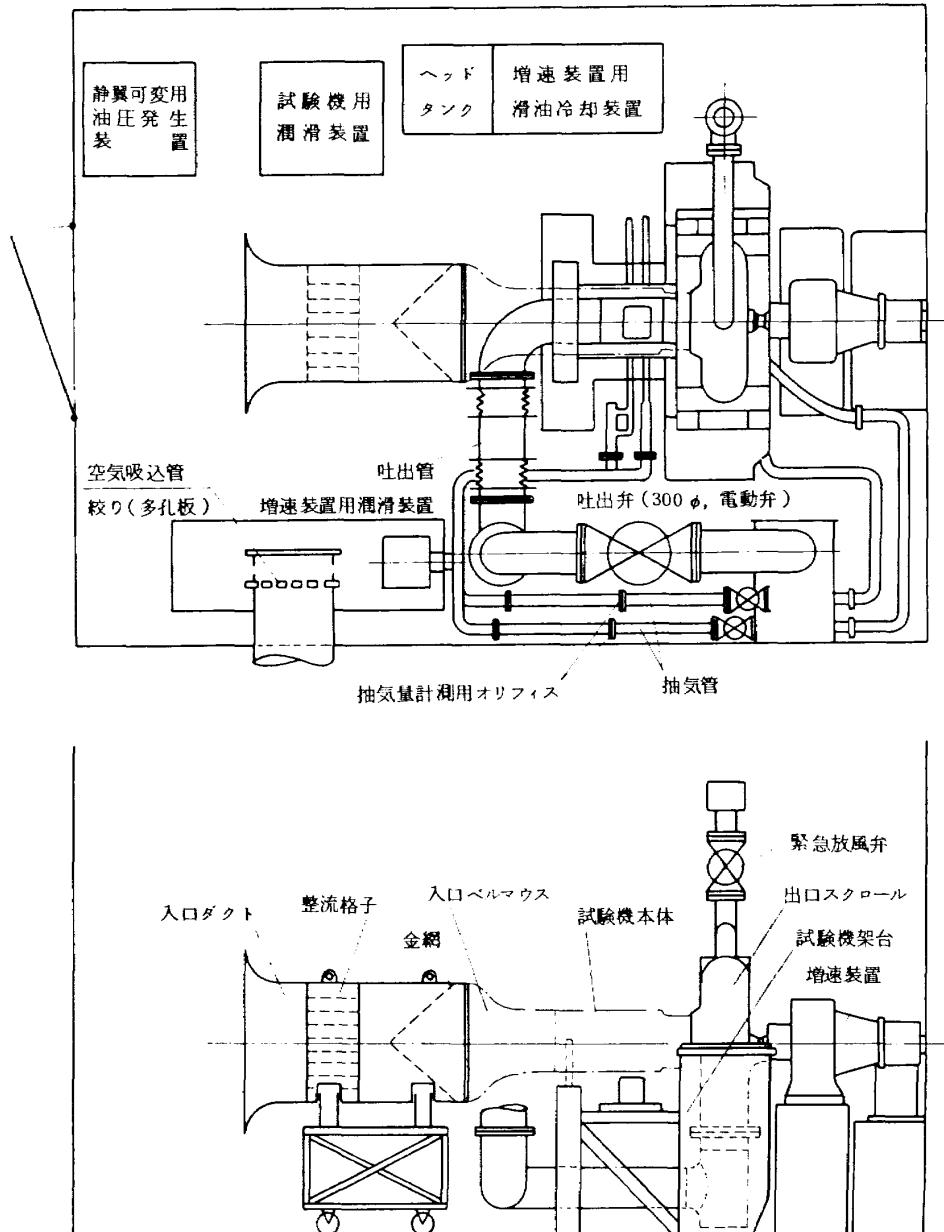 静翼可変用
油圧発生
装置
試験機用
潤滑装置
ヘッド
タンク
増速装置用
滑油冷却装置
空気吸込管
絞り(多孔板)
吐出管
増速装置用潤滑装置
吐出弁(300φ, 電動弁)
抽気量計測用オリフィス
抽気管
緊急放風弁
入口ダクト
整流格子
入口ベルマウス
出口スクロール
金網
試験機本体
試験機架台
増速装置